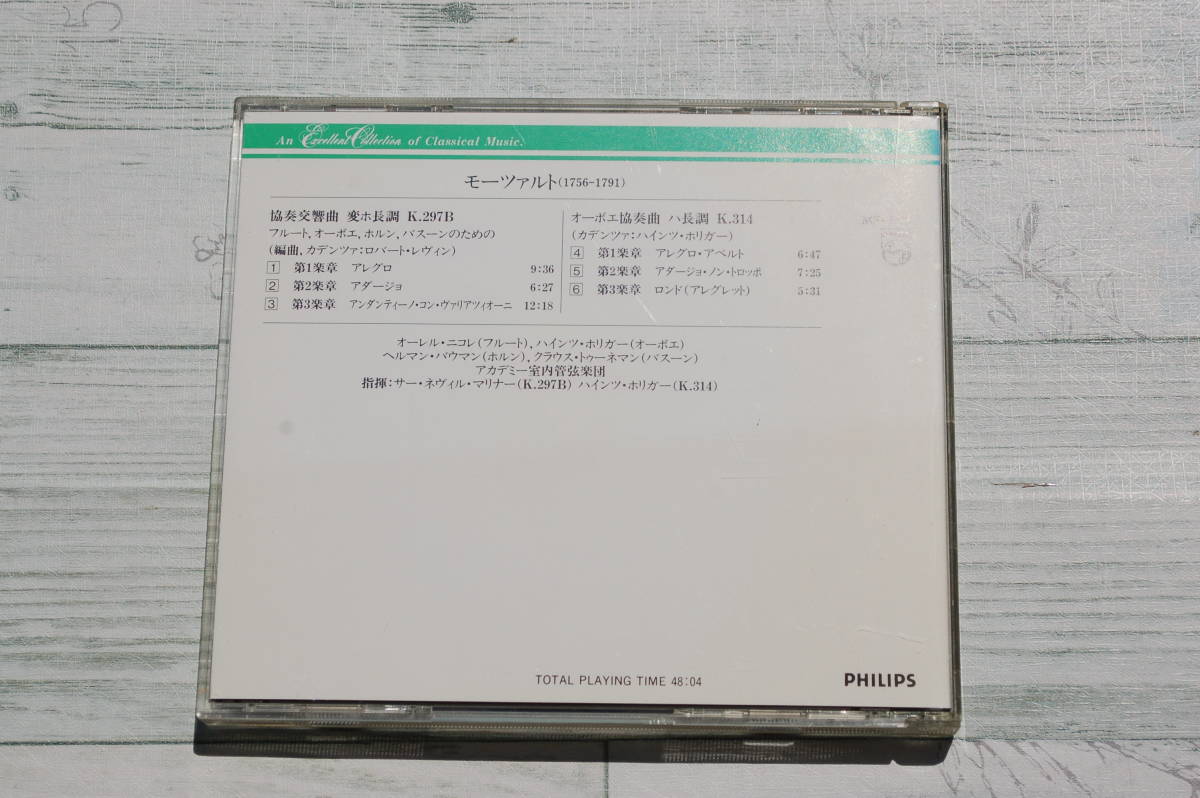 An Excellent Collection of Classical Music.
モーツァルト(1756-1791)
協奏交響曲 変ホ長調 K.297B
フルート, オーボエ, ホルン, バスーンのための
(編曲, カデンツァ:ロバート・レヴィン)
1 第1楽章 アレグロ 9:36
2 第2楽章 アダージョ 6:27
3 第3楽章 アンダンティーノ・コン・ヴァリアツィオーニ 12:18
オーボエ協奏曲 ハ長調 K.314
(カデンツァ:ハインツ・ホリガー)
4 第1楽章 アレグロ・アペルト 6:47
5 第2楽章 アダージョ・ノン・トロッポ 7:25
6 第3楽章 ロンド(アレグレット) 5:31
オーレル・ニコレ(フルート), ハインツ・ホリガー(オーボエ)
ヘルマン・バウマン(ホルン), クラウス・トゥーネマン(バスーン)
アカデミー室内管弦楽団
指揮:サー・ネヴィル・マリナー(K.297B) ハインツ・ホリガー(K.314)
TOTAL PLAYING TIME 48:04
PHILIPS